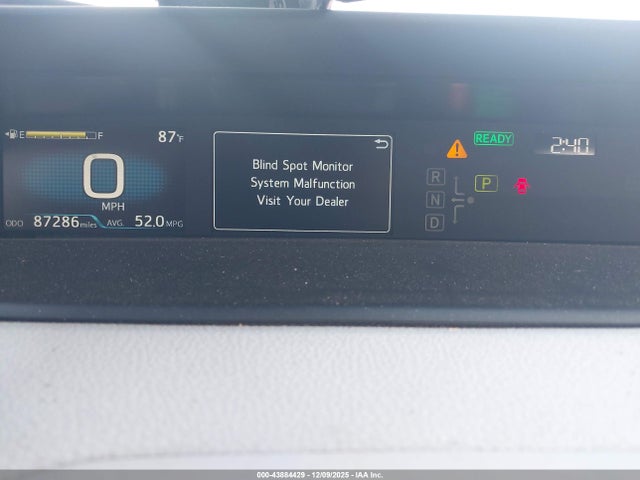 E F 87°F
0
MPH
ODO 87286 miles AVG. 52.0 MPG
Blind Spot Monitor
System Malfunction
Visit Your Dealer
READY
2:40
R
N
D
P
000-43884429 - 12/09/2025 - IAA Inc.